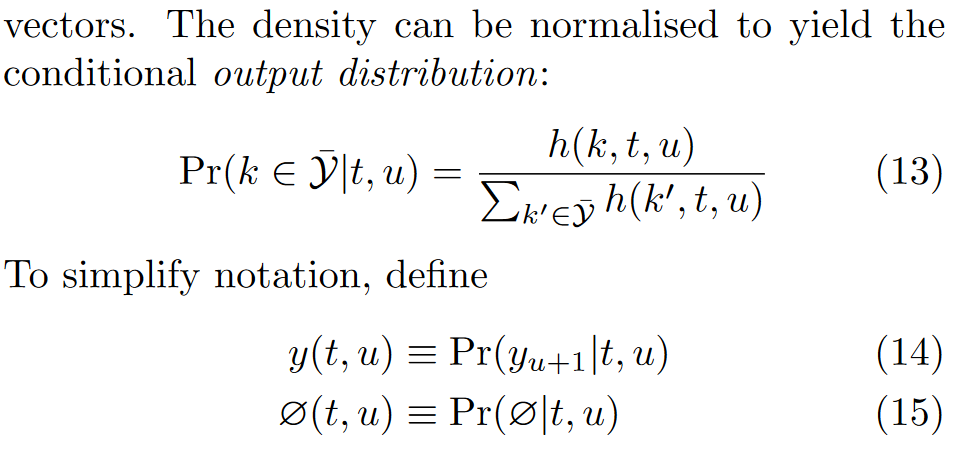 vectors. The density can be normalised to yield the
conditional output distribution:
Pr(k ∈ 𝒴̄|t, u) = h(k, t, u) / ∑_{k′∈𝒴̄} h(k′, t, u) (13)
To simplify notation, define
y(t, u) ≡ Pr(y_{u+1}|t, u) (14)
∅(t, u) ≡ Pr(∅|t, u) (15)